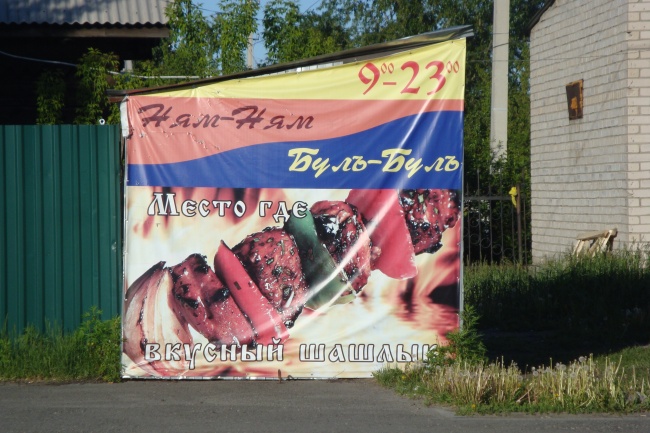 9⁰⁰-23⁰⁰
Ням-Ням
Буль-Буль
Место где
вкусный шашлык